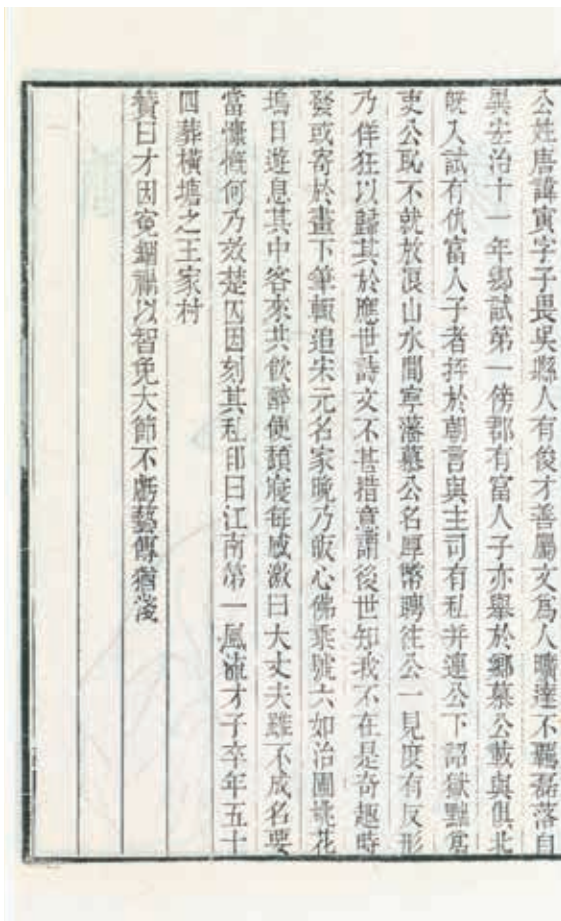 公姓唐諱寅字子畏吳縣人有俊才善屬文爲人曠達不羈磊落自
異宏治十一年鄉試第一傍郡有富人子亦舉於鄉慕公載與俱北
既入試有仇富人子者抨於朝言與主司有私并連公下詔獄黜爲
吏公恥不就放浪山水間寧藩慕公名厚幣聘往公一見度有反形
乃佯狂以歸其於應世詩文不甚措意謂後世知我不在是奇趣時
發或寄於畫下筆輒追宋元名家晚乃皈心佛乘號六如治圃姚花
塢日遊息其中客來共飲醉便頹寢每感激曰大丈夫雖不成名要
當慷慨何乃效楚囚因刻其私印曰江南第一風流才子卒年五十
四葬橫塘之王家村
贊曰才因冤錮禍以智免大節不虧藝傳猶淺